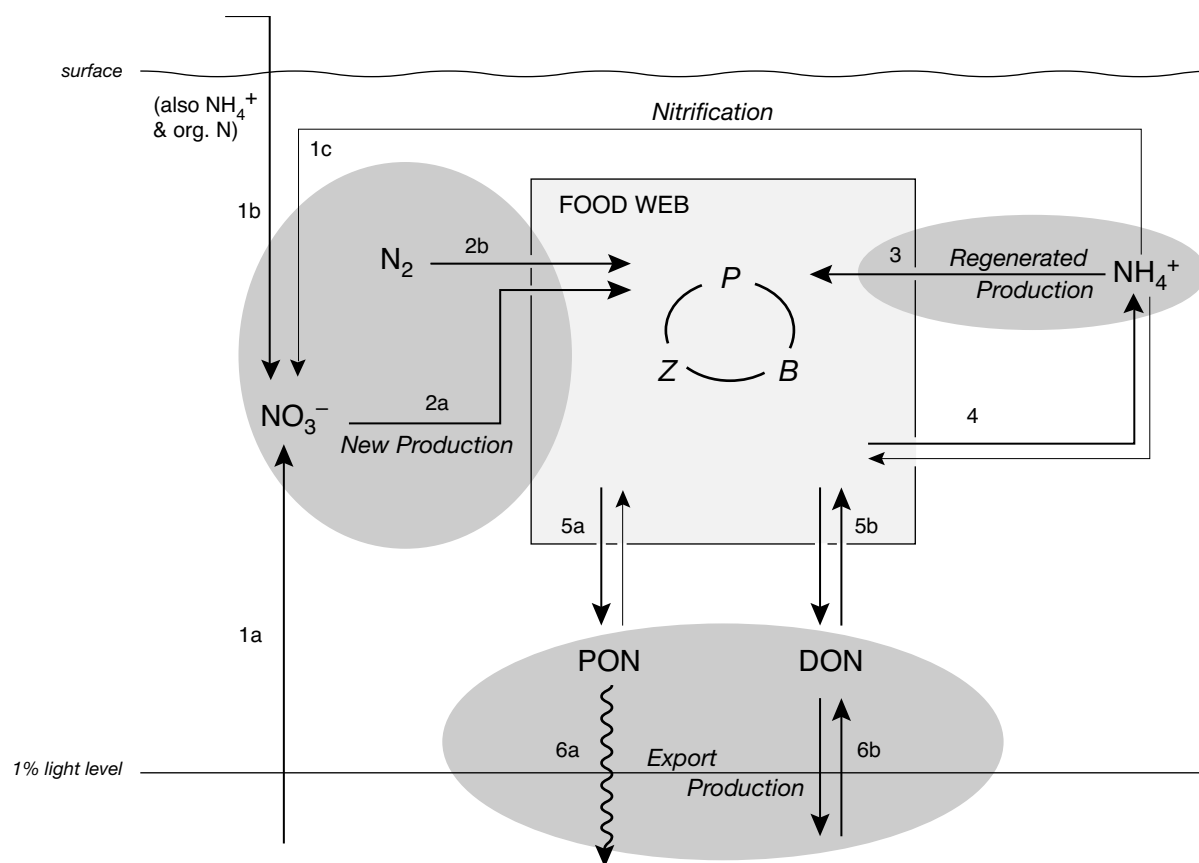 surface
(also NH₄⁺
& org. N)
Nitrification
1c
1b
FOOD WEB
N₂
2b
3
Regenerated
Production
NH₄⁺
P
Z
B
NO₃⁻
2a
New Production
4
5a
5b
1a
PON
DON
6a
Export
Production
6b
1% light level